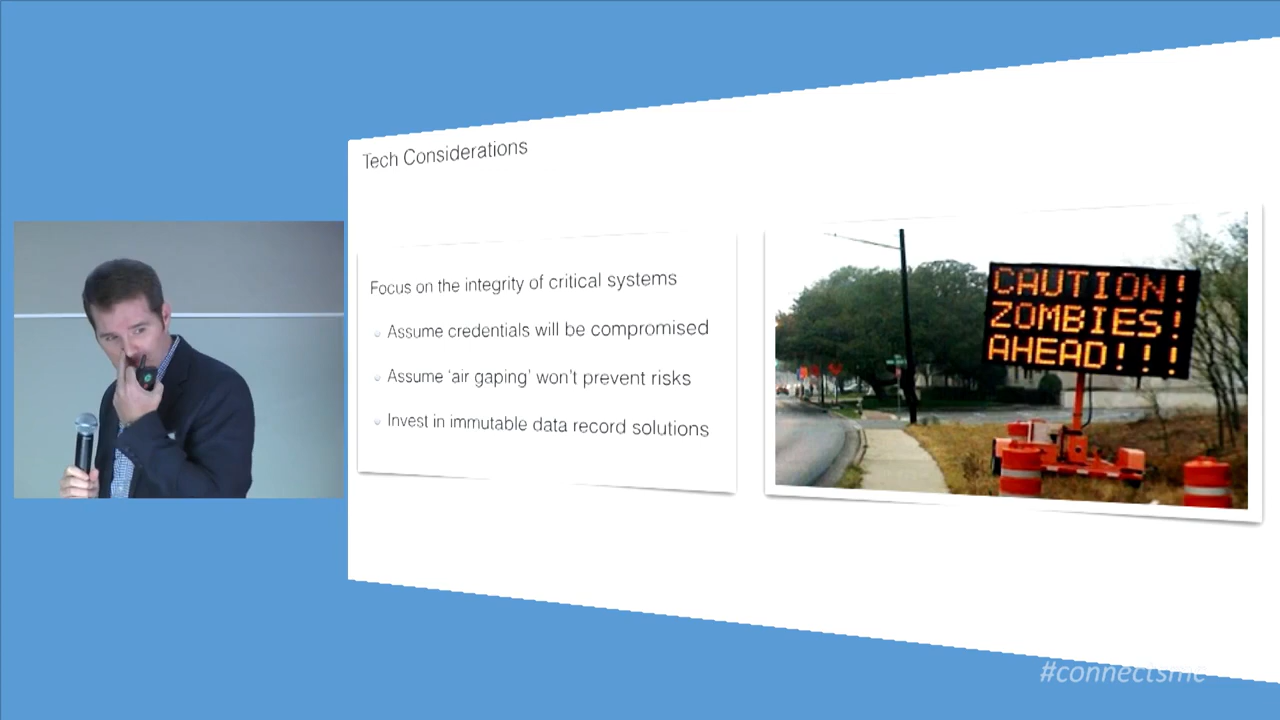 Tech Considerations
Focus on the integrity of critical systems
Assume credentials will be compromised
Assume ‘air gaping’ won’t prevent risks
Invest in immutable data record solutions
CAUTION!
ZOMBIES!
AHEAD!!!
#connectsmc